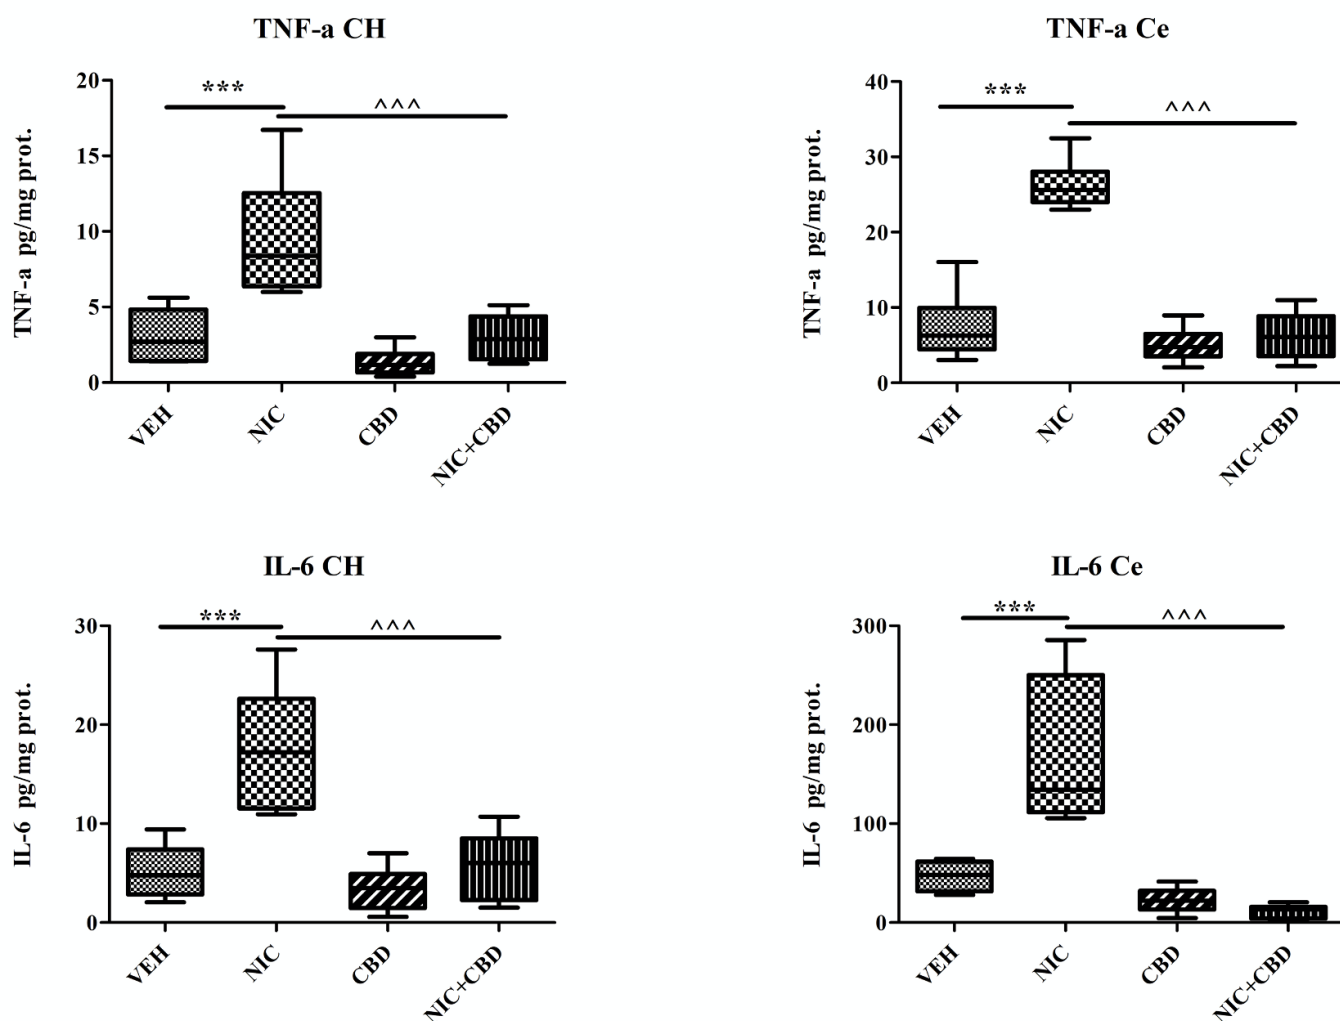 TNF-a CH
TNF-a  pg/mg prot.
20
15
10
5
0
***
^^^
VEH
NIC
CBD
NIC+CBD
TNF-a Ce
TNF-a  pg/mg prot.
40
30
20
10
0
***
^^^
VEH
NIC
CBD
NIC+CBD
IL-6 CH
IL-6  pg/mg prot.
30
20
10
0
***
^^^
VEH
NIC
CBD
NIC+CBD
IL-6 Ce
IL-6  pg/mg prot.
300
200
100
0
***
^^^
VEH
NIC
CBD
NIC+CBD